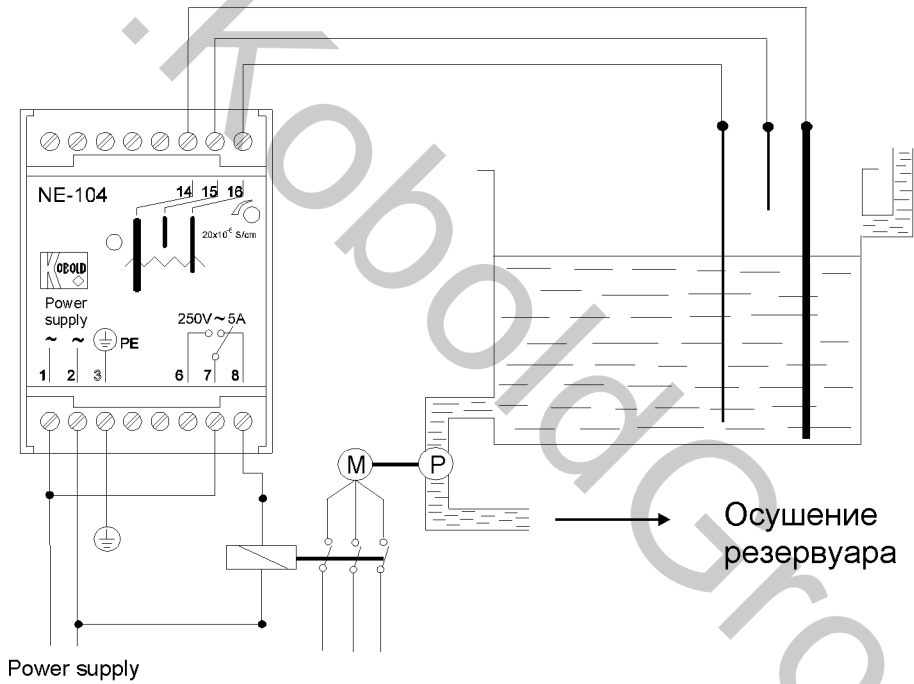 NE-104
14 15 16
20x10⁻⁶ S/cm
KOBOLD
Power
supply
~ ~
PE
250V ~ 5A
1 2 3
6 7 8
M
P
Осушение
резервуара
Power supply
.KoboldGro